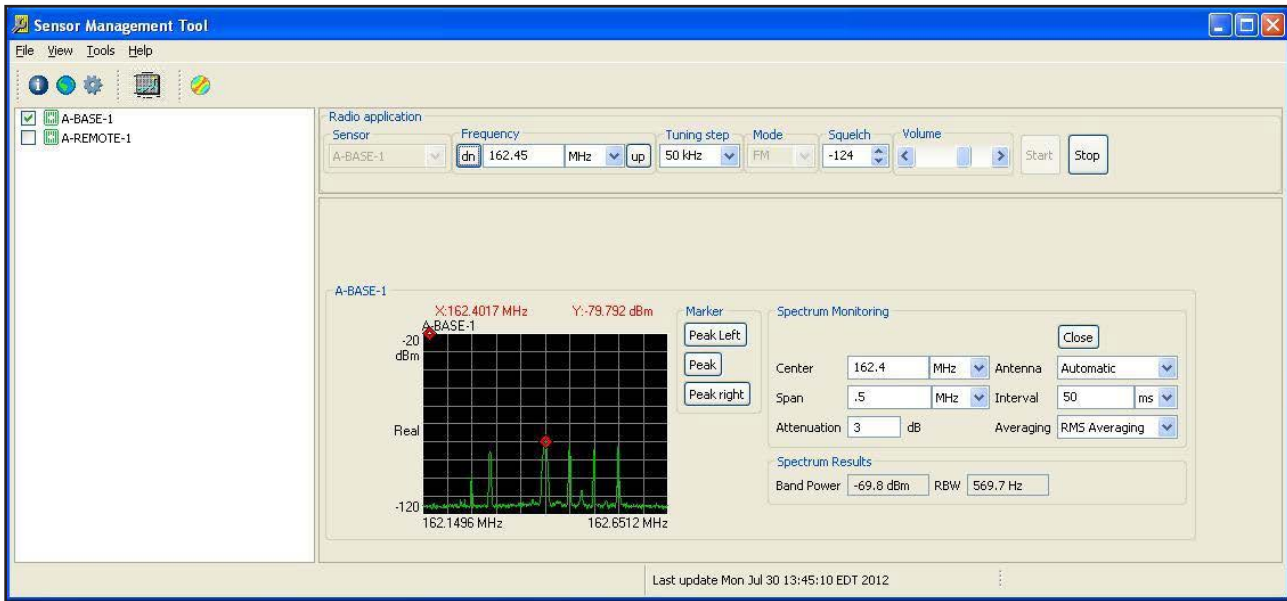 Sensor Management Tool
File View Tools Help
A-BASE-1
A-REMOTE-1
Radio application
Sensor Frequency Tuning step Mode Squelch Volume
A-BASE-1 dn 162.45 MHz up 50 kHz FM -124 Start Stop
A-BASE-1
X:162.4017 MHz Y:-79.792 dBm
A-BASE-1
-20
dBm
Real
-120
162.1496 MHz 162.6512 MHz
Marker
Peak Left
Peak
Peak right
Spectrum Monitoring
Close
Center 162.4 MHz Antenna Automatic
Span .5 MHz Interval 50 ms
Attenuation 3 dB Averaging RMS Averaging
Spectrum Results
Band Power -69.8 dBm RBW 569.7 Hz
Last update Mon Jul 30 13:45:10 EDT 2012